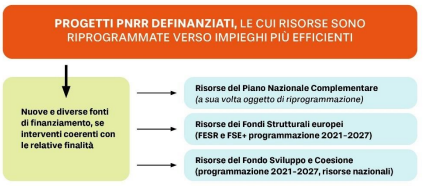 PROGETTI PNRR DEFINANZIATI, LE CUI RISORSE SONO
RIPROGRAMMATE VERSO IMPIEGHI PIÙ EFFICIENTI
Nuove e diverse fonti
di finanziamento, se
interventi coerenti con
le relative finalità
Risorse del Piano Nazionale Complementare
(a sua volta oggetto di riprogrammazione)
Risorse dei Fondi Strutturali europei
(FESR e FSE+ programmazione 2021-2027)
Risorse del Fondo Sviluppo e Coesione
(programmazione 2021-2027, risorse nazionali)